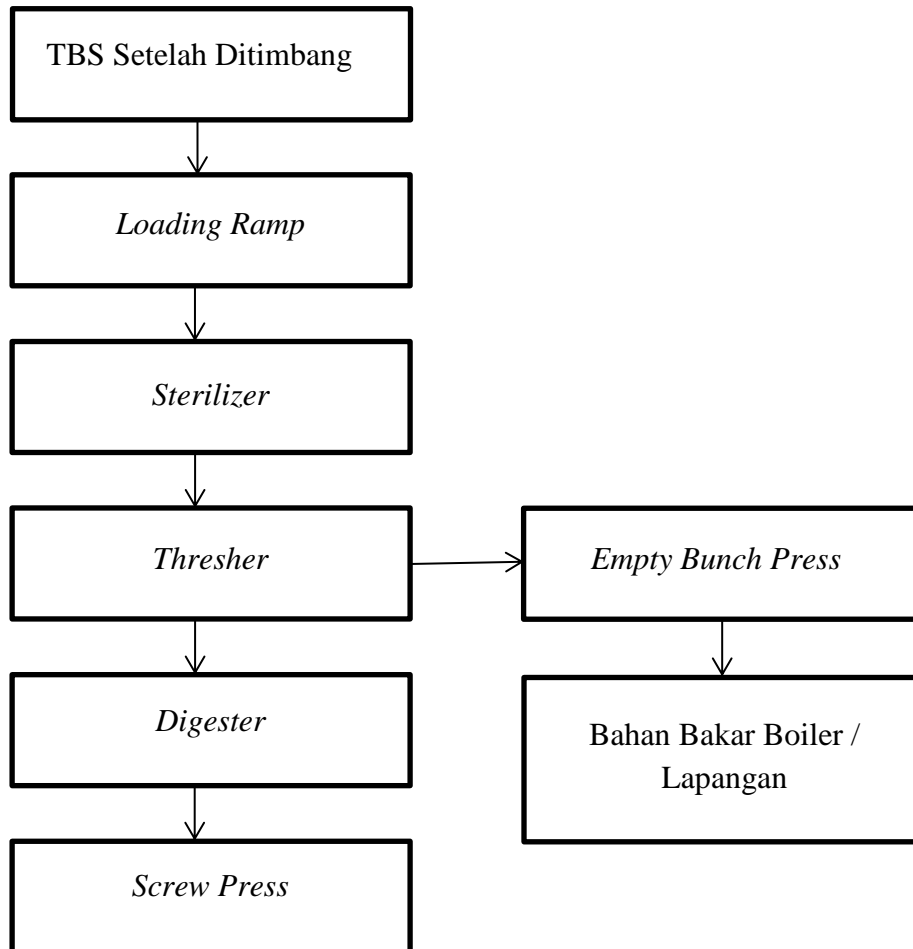 TBS Setelah Ditimbang
Loading Ramp
Sterilizer
Thresher
Empty Bunch Press
Digester
Bahan Bakar Boiler /
Lapangan
Screw Press